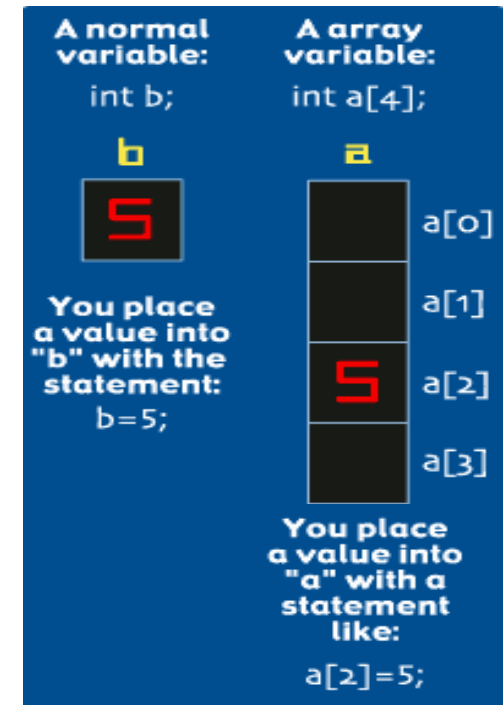 A normal
variable:
int b;
b
5
You place
a value into
"b" with the
statement:
b=5;
A array
variable:
int a[4];
a
a[0]
a[1]
5
a[2]
a[3]
You place
a value into
"a" with a
statement
like:
a[2]=5;